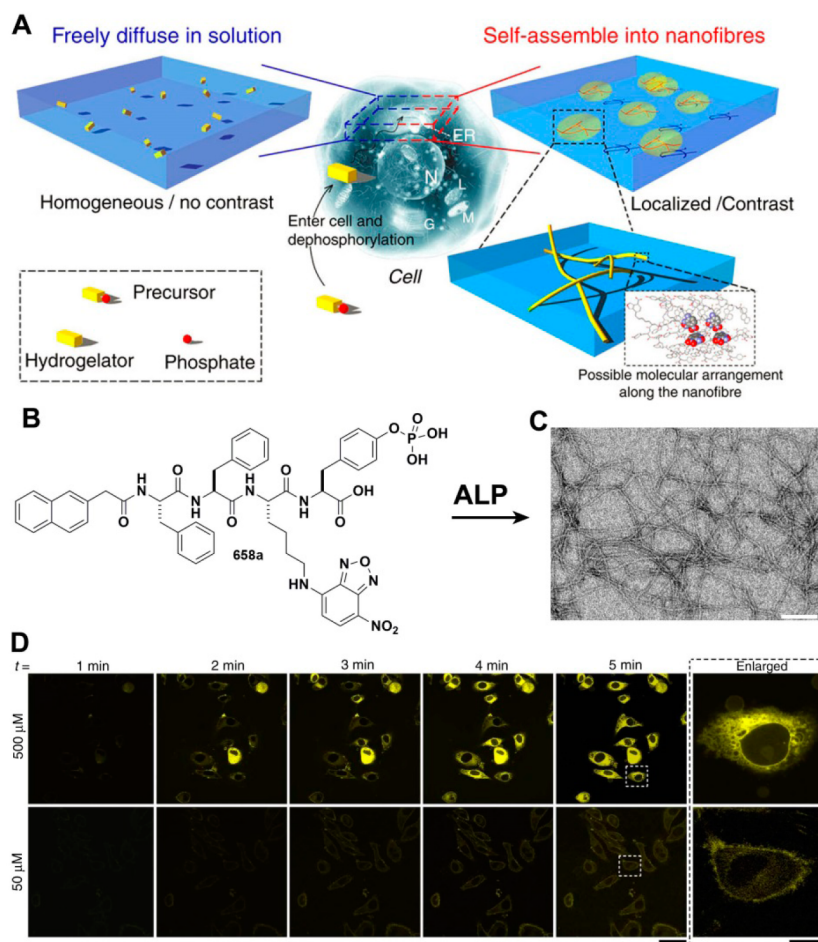 A
Freely diffuse in solution
Self-assemble into nanofibres
ER
N
L
M
G
Homogeneous / no contrast
Enter cell and
dephosphorylation
Cell
Localized /Contrast
Precursor
Hydrogelator
Phosphate
Possible molecular arrangement
along the nanofibre
B
O
O P OH
OH
O
H
N
O
N
H
O
H
N
O
N
H
O
OH
658a
HN
N O N
NO2
ALP
C
D
t = 1 min 2 min 3 min 4 min 5 min Enlarged
500 µM
50 µM